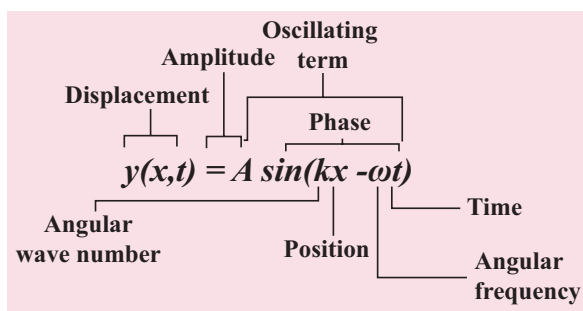 Oscillating
term
Amplitude
Displacement
Phase
y(x,t) = A sin(kx -ωt)
Angular
wave number
Position
Time
Angular
frequency